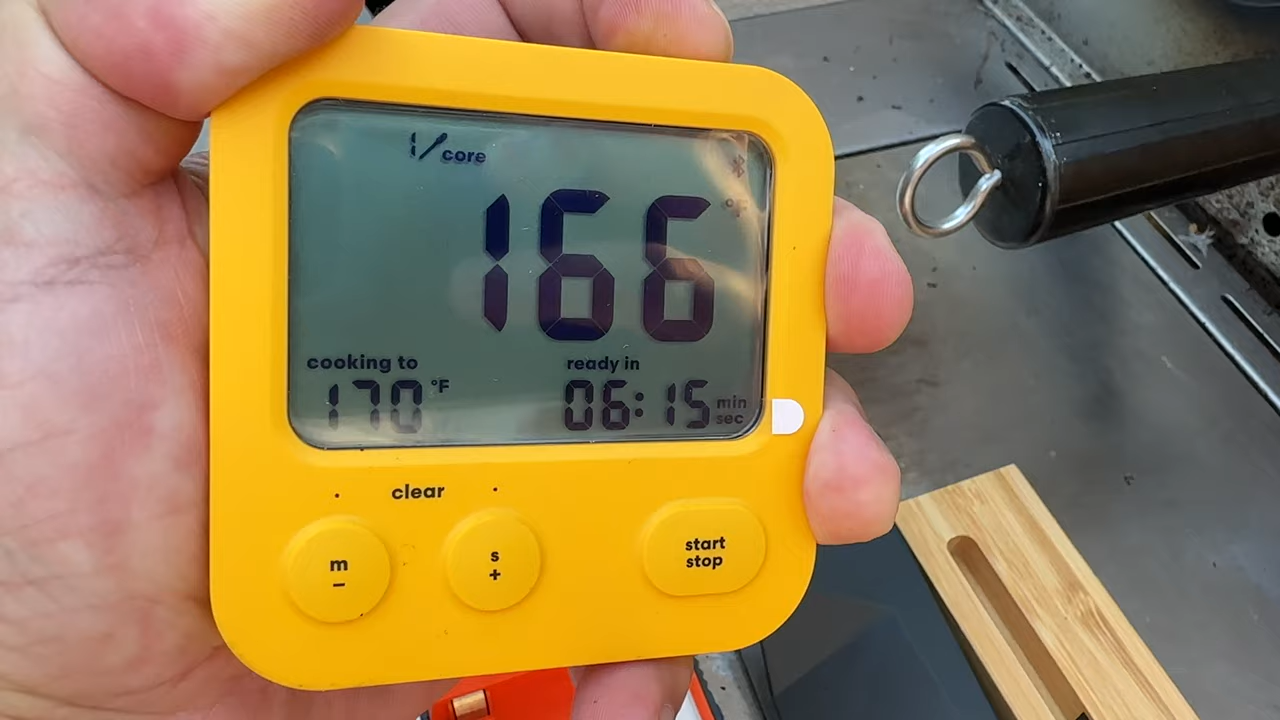 1/core
166 °F
cooking to ready in
170 °F 06:15 min sec
clear
m s start stop
- +